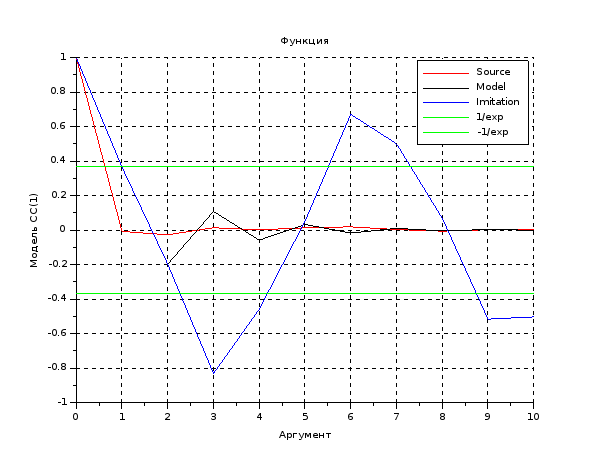 Функция
Source
Model
Imitation
1/exp
-1/exp
Модель СС(1)
1
0.8
0.6
0.4
0.2
0
-0.2
-0.4
-0.6
-0.8
-1
0 1 2 3 4 5 6 7 8 9 10
Аргумент